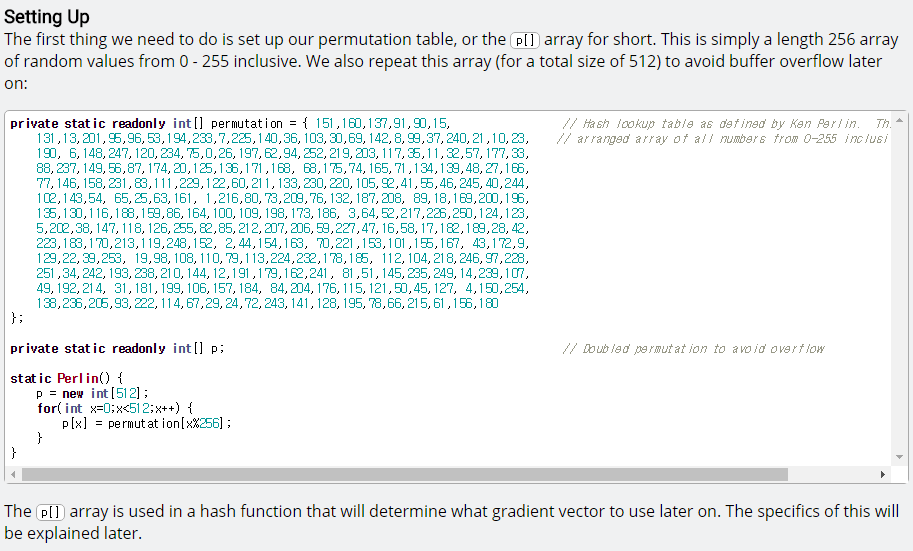 Setting Up
The first thing we need to do is set up our permutation table, or the p[] array for short. This is simply a length 256 array
of random values from 0 - 255 inclusive. We also repeat this array (for a total size of 512) to avoid buffer overflow later
on:
private static readonly int[] permutation = { 151,160,137,91,90,15, // Hash lookup table as defined by Ken Perlin. Th
131,13,201,95,96,53,194,233,7,225,140,36,103,30,69,142,8,99,37,240,21,10,23, // arranged array of all numbers from 0-255 inclusi
190, 6,148,247,120,234,75,0,26,197,62,94,252,219,203,117,35,11,32,57,177,33,
88,237,149,56,87,174,20,125,136,171,168, 68,175,74,165,71,134,139,48,27,166,
77,146,158,231,83,111,229,122,60,211,133,230,220,105,92,41,55,46,245,40,244,
102,143,54, 65,25,63,161, 1,216,80,73,209,76,132,187,208, 89,18,169,200,196,
135,130,116,188,159,86,164,100,109,198,173,186, 3,64,52,217,226,250,124,123,
5,202,38,147,118,126,255,82,85,212,207,206,59,227,47,16,58,17,182,189,28,42,
223,183,170,213,119,248,152, 2,44,154,163, 70,221,153,101,155,167, 43,172,9,
129,22,39,253, 19,98,108,110,79,113,224,232,178,185, 112,104,218,246,97,228,
251,34,242,193,238,210,144,12,191,179,162,241, 81,51,145,235,249,14,239,107,
49,192,214, 31,181,199,106,157,184, 84,204,176,115,121,50,45,127, 4,150,254,
138,236,205,93,222,114,67,29,24,72,243,141,128,195,78,66,215,61,156,180
};
private static readonly int[] p; // Doubled permutation to avoid overflow
static Perlin() {
p = new int[512];
for(int x=0;x<512;x++) {
p[x] = permutation[x%256];
}
}
The p[] array is used in a hash function that will determine what gradient vector to use later on. The specifics of this will
be explained later.